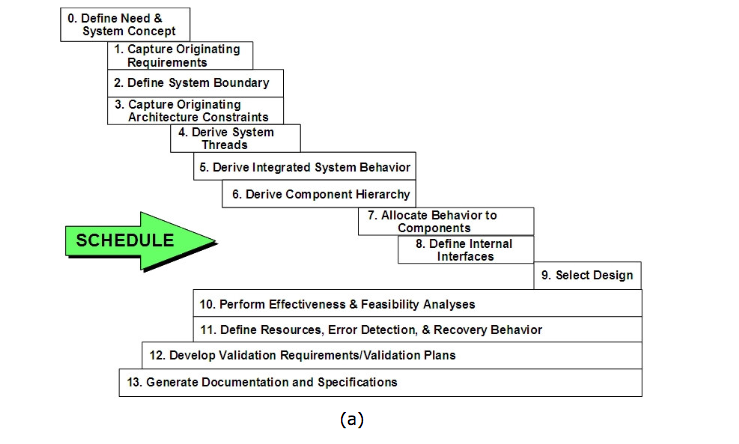 0. Define Need &
System Concept
1. Capture Originating
Requirements
2. Define System Boundary
3. Capture Originating
Architecture Constraints
4. Derive System
Threads
5. Derive Integrated System Behavior
6. Derive Component Hierarchy
7. Allocate Behavior to
Components
SCHEDULE
8. Define Internal
Interfaces
9. Select Design
10. Perform Effectiveness & Feasibility Analyses
11. Define Resources, Error Detection, & Recovery Behavior
12. Develop Validation Requirements/Validation Plans
13. Generate Documentation and Specifications
(a)